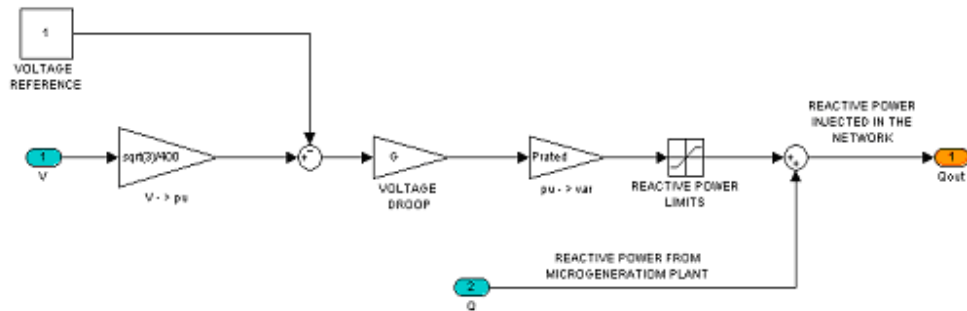 1
VOLTAGE
REFERENCE
1
V
sqrt(3)/400
V - > pu
+ -
G
VOLTAGE
DROOP
Prated
pu - > var
REACTIVE POWER
LIMITS
+ +
REACTIVE POWER
INJECTED IN THE
NETWORK
1
Qout
REACTIVE POWER FROM
MICROGENERATIOM PLANT
2
Q